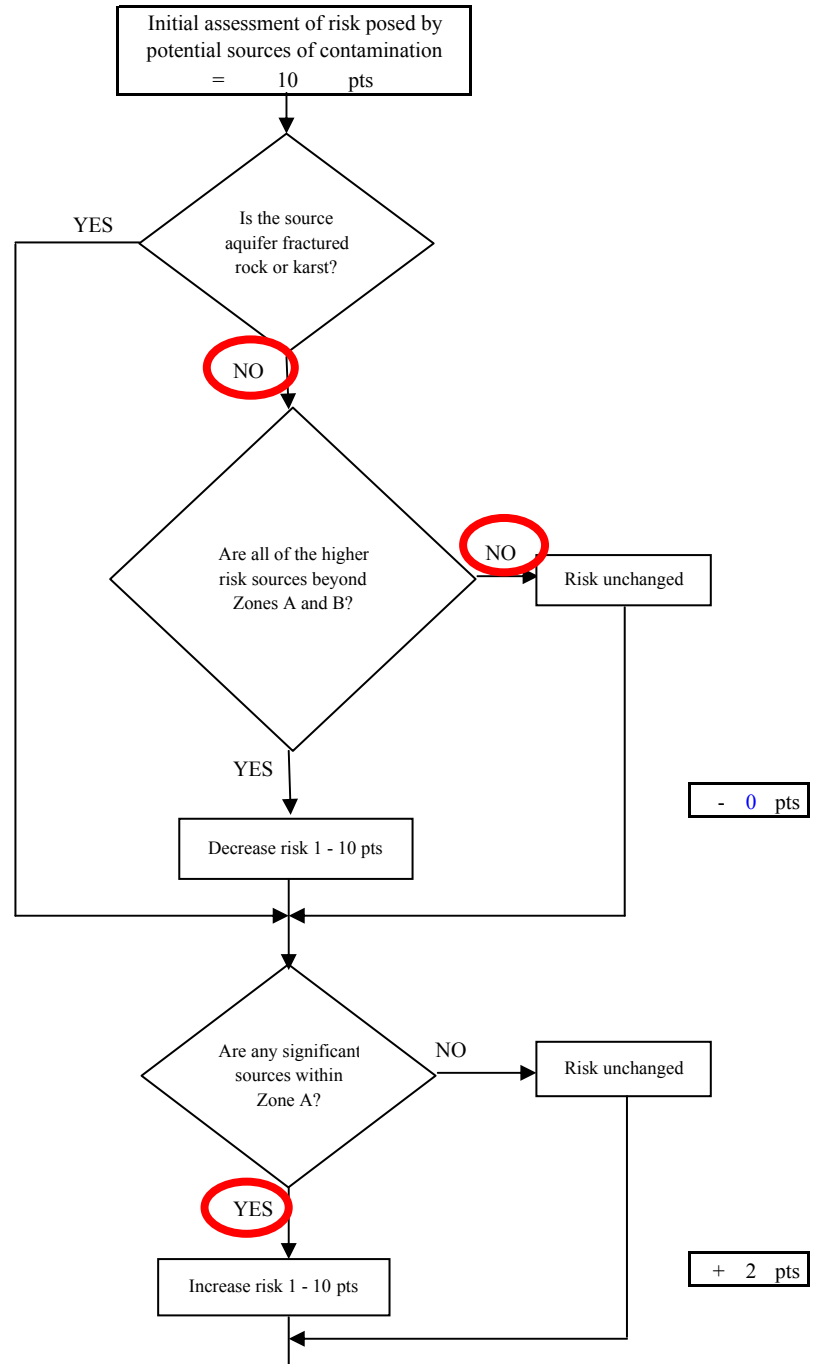 Initial assessment of risk posed by
potential sources of contamination
= 10 pts
YES
Is the source
aquifer fractured
rock or karst?
NO
Are all of the higher
risk sources beyond
Zones A and B?
NO
Risk unchanged
YES
- 0 pts
Decrease risk 1 - 10 pts
Are any significant
sources within
Zone A?
NO
Risk unchanged
YES
+ 2 pts
Increase risk 1 - 10 pts